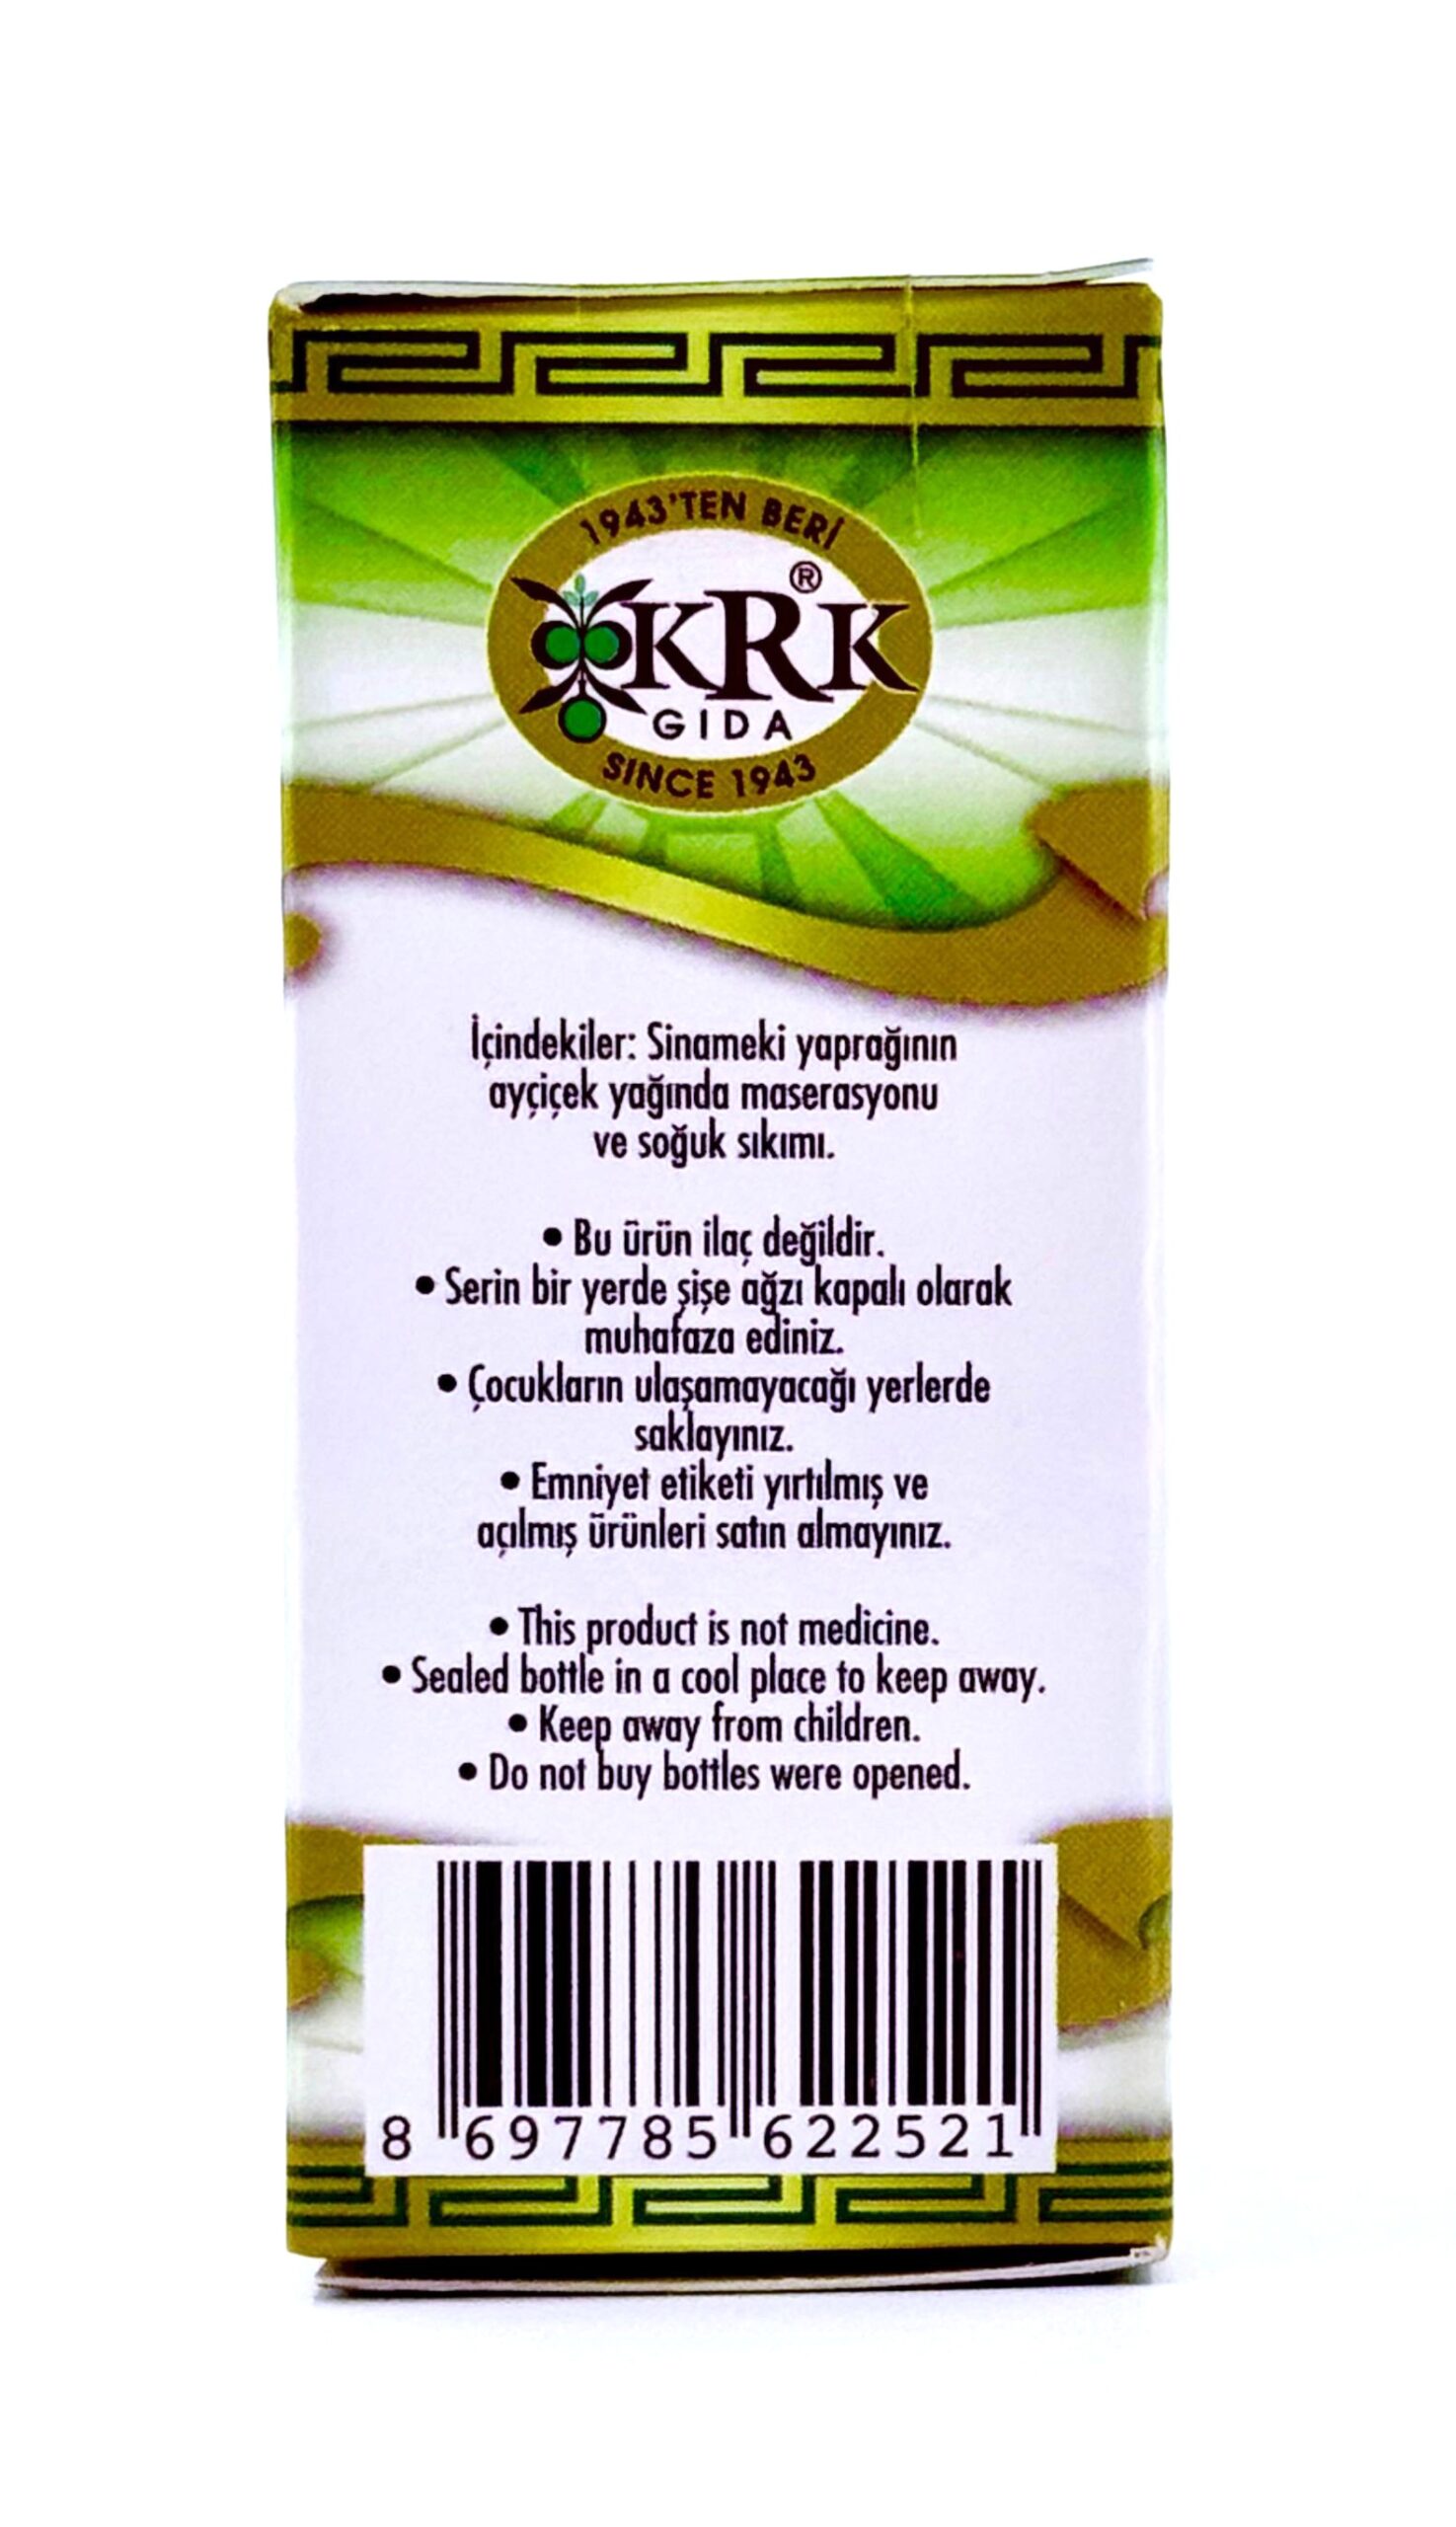 1943'TEN BERİ
KRK®
GIDA
SINCE 1943
İçindekiler: Sinameki yaprağının
ayçiçek yağında maserasyonu
ve soğuk sıkımı.
• Bu ürün ilaç değildir.
• Serin bir yerde şişe ağzı kapalı olarak
muhafaza ediniz.
• Çocukların ulaşamayacağı yerlerde
saklayınız.
• Emniyet etiketi yırtılmış ve
açılmış ürünleri satın almayınız.
• This product is not medicine.
• Sealed bottle in a cool place to keep away.
• Keep away from children.
• Do not buy bottles were opened.
8 697785 622521